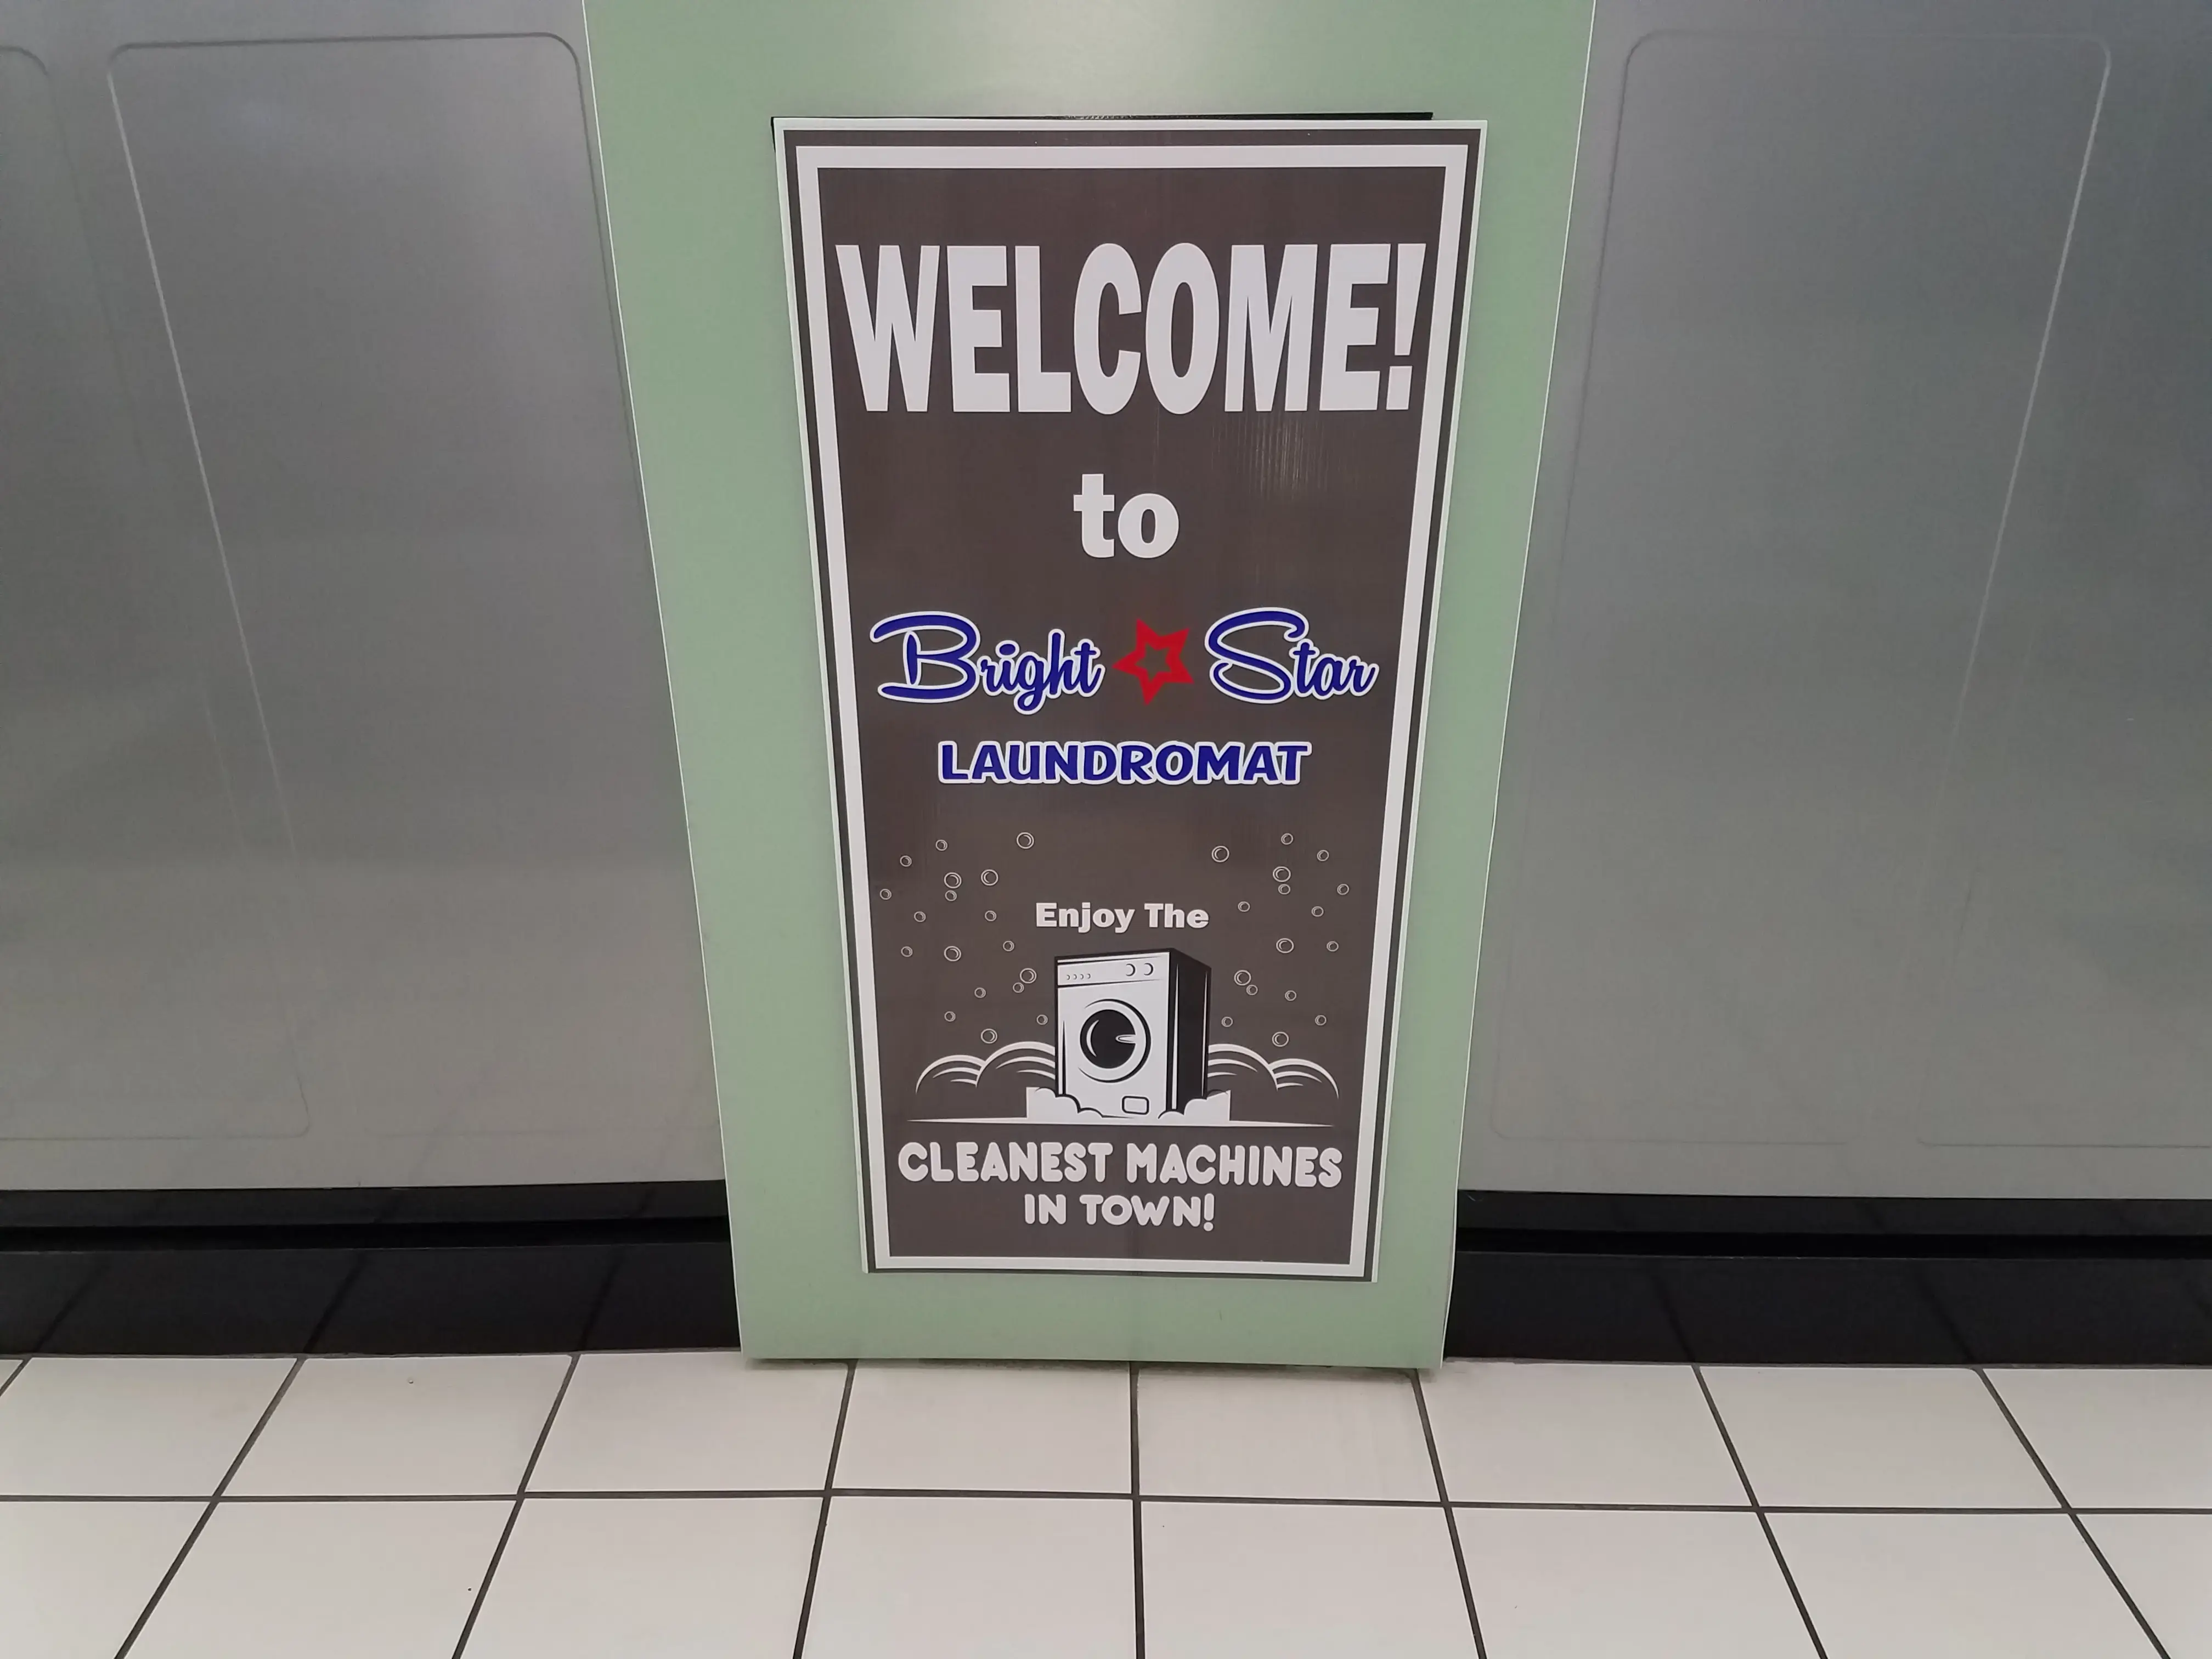 WELCOME!
to
Bright Star
LAUNDROMAT
Enjoy The
CLEANEST MACHINES
IN TOWN!